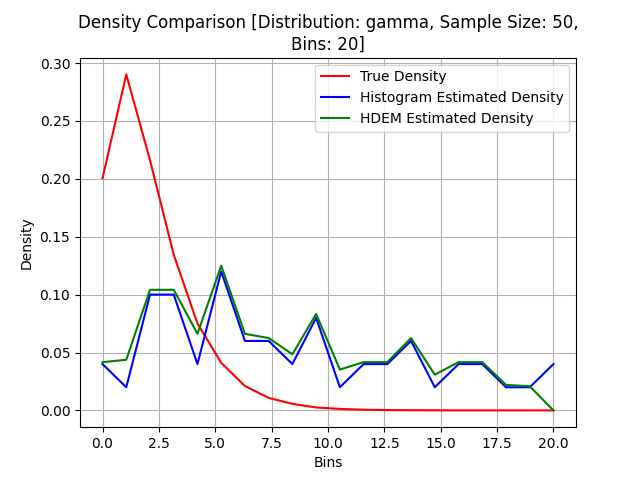 Density Comparison [Distribution: gamma, Sample Size: 50,
Bins: 20]
True Density
Histogram Estimated Density
HDEM Estimated Density
Density
0.30
0.25
0.20
0.15
0.10
0.05
0.00
0.0 2.5 5.0 7.5 10.0 12.5 15.0 17.5 20.0
Bins